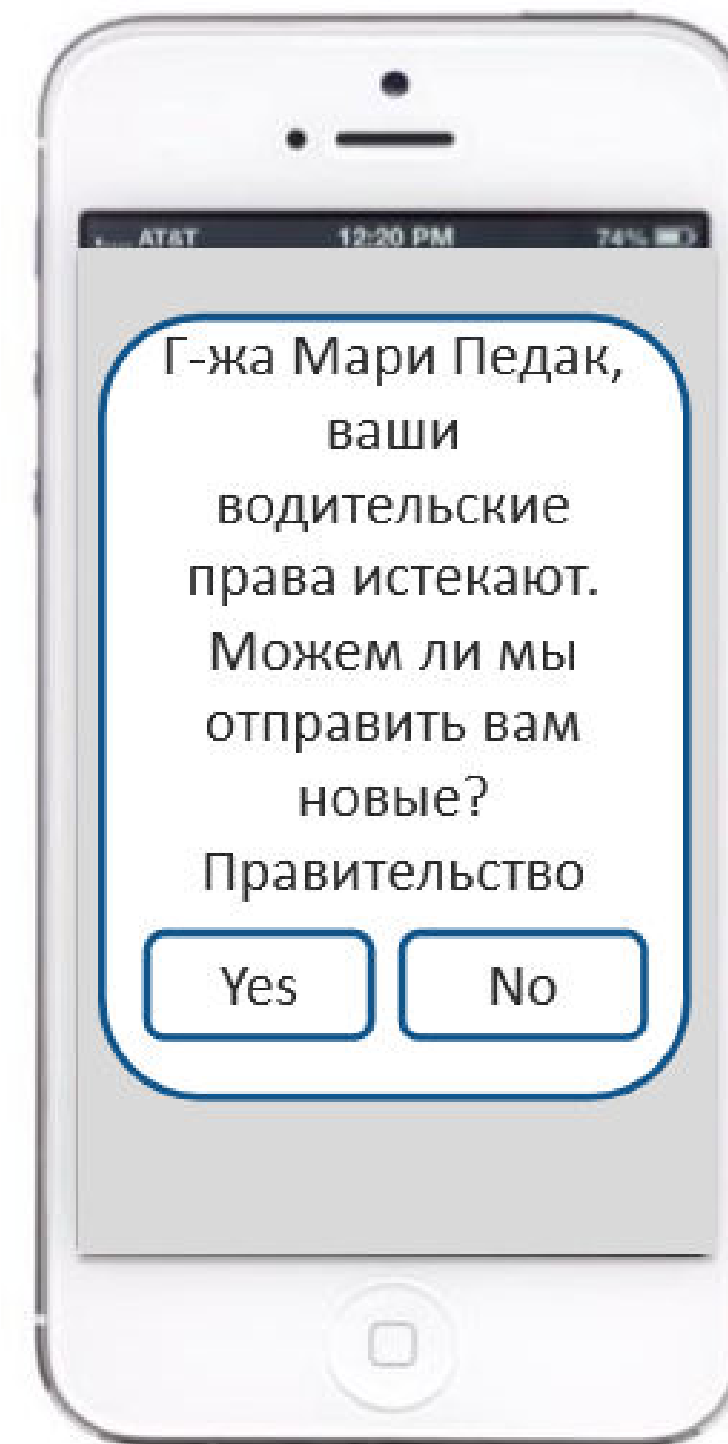 AT&T 12:20 PM 74%
Г-жа Мари Педак,
ваши
водительские
права истекают.
Можем ли мы
отправить вам
новые?
Правительство
Yes No